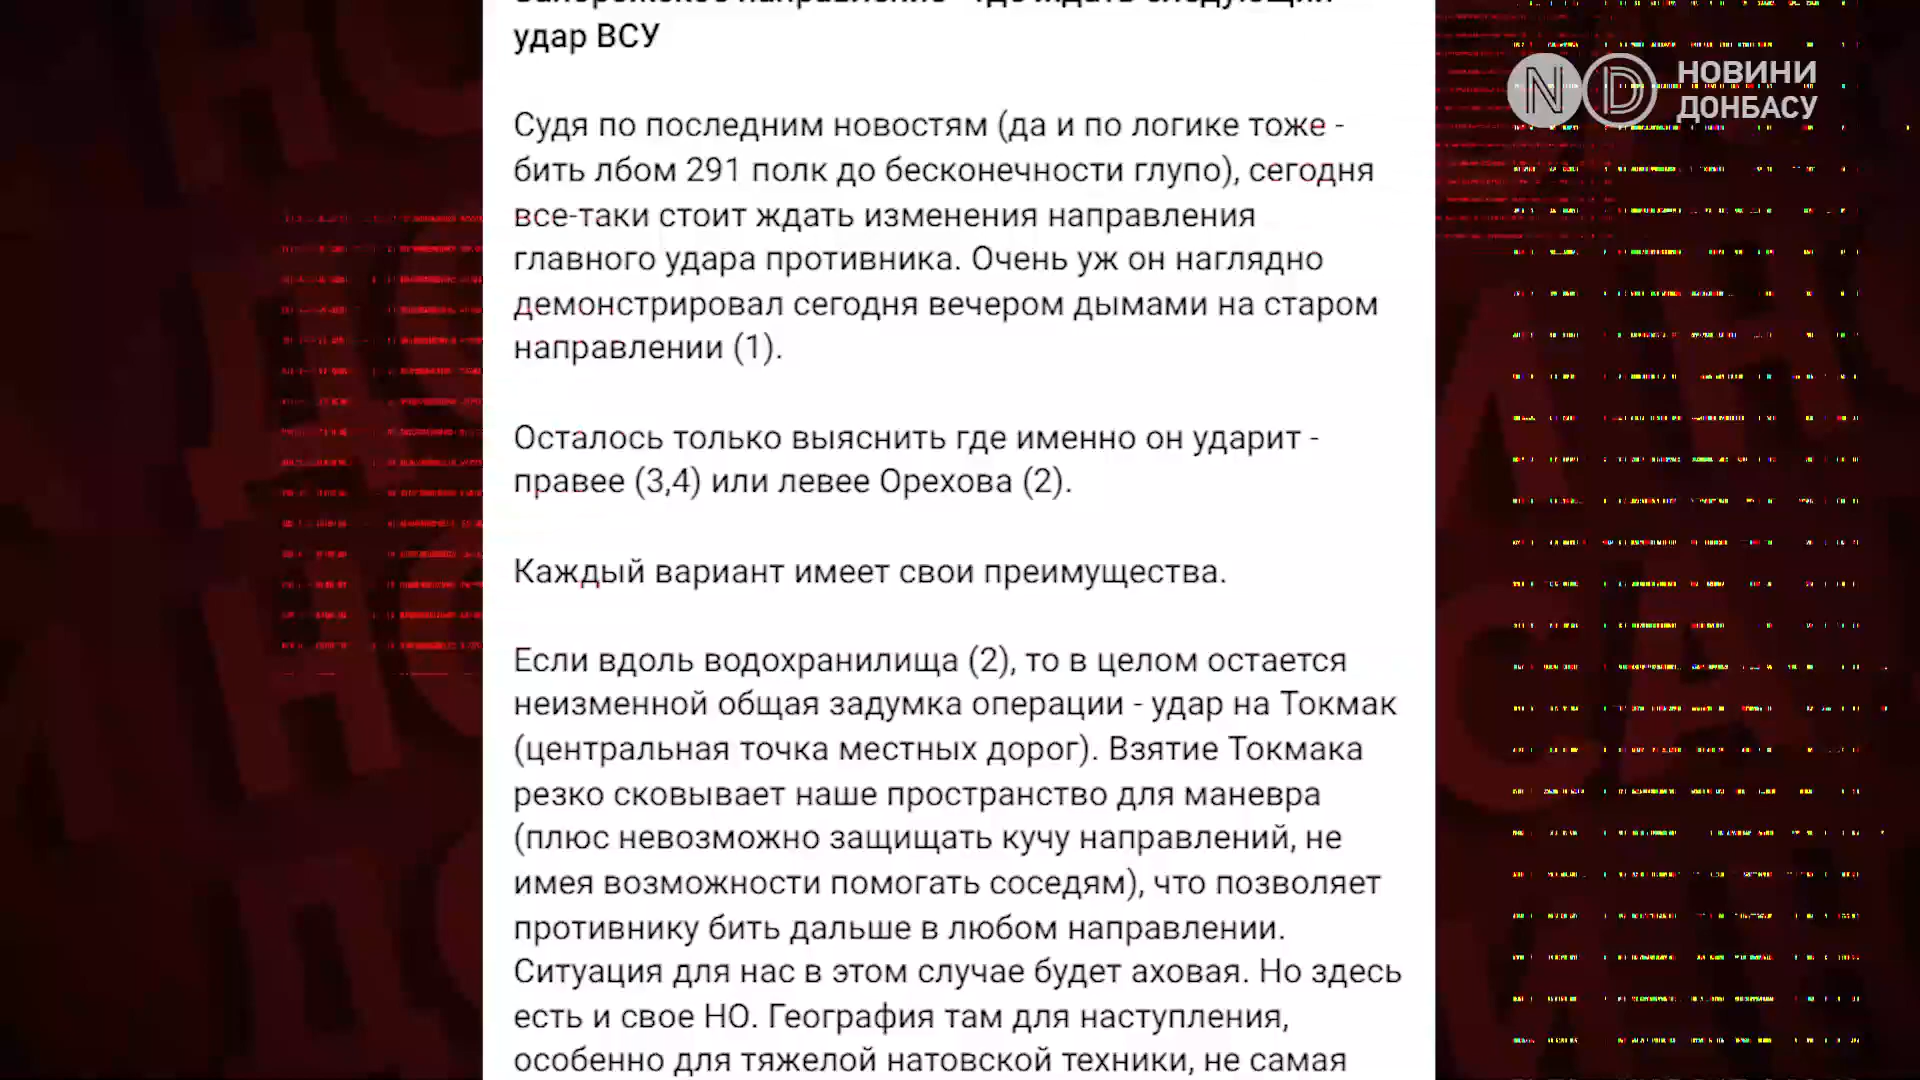 Запорожское направление - где ждать следующий
удар ВСУ
Судя по последним новостям (да и по логике тоже -
бить лбом 291 полк до бесконечности глупо), сегодня
все-таки стоит ждать изменения направления
главного удара противника. Очень уж он наглядно
демонстрировал сегодня вечером дымами на старом
направлении (1).
Осталось только выяснить где именно он ударит -
правее (3,4) или левее Орехова (2).
Каждый вариант имеет свои преимущества.
Если вдоль водохранилища (2), то в целом остается
неизменной общая задумка операции - удар на Токмак
(центральная точка местных дорог). Взятие Токмака
резко сковывает наше пространство для маневра
(плюс невозможно защищать кучу направлений, не
имея возможности помогать соседям), что позволяет
противнику бить дальше в любом направлении.
Ситуация для нас в этом случае будет аховая. Но здесь
есть и свое НО. География там для наступления,
особенно для тяжелой натовской техники, не самая
ND НОВИНИ
ДОНБАСУ